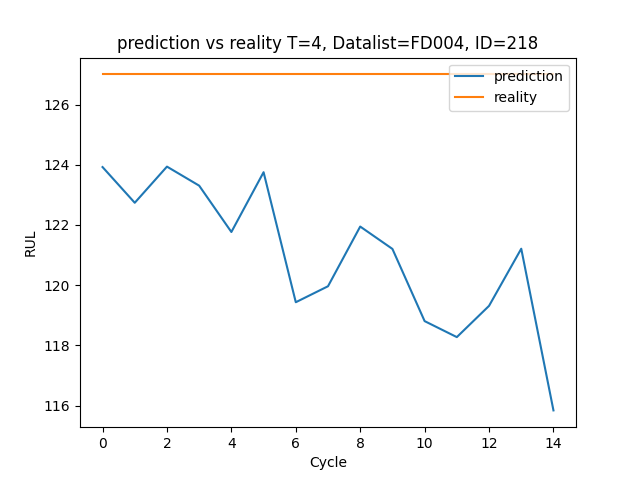 prediction vs reality T=4, Datalist=FD004, ID=218
prediction
reality
126
124
122
120
118
116
RUL
0 2 4 6 8 10 12 14
Cycle